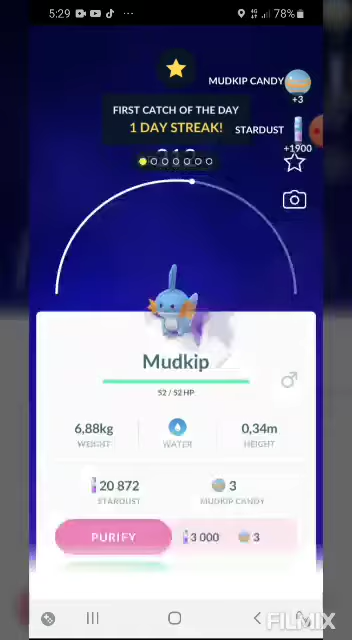 5:29
78%
MUDKIP CANDY
+3
FIRST CATCH OF THE DAY
1 DAY STREAK!
STARDUST
+1900
Mudkip
52 / 52 HP
6,88kg
WEIGHT
WATER
0,34m
HEIGHT
20 872
STARDUST
3
MUDKIP CANDY
PURIFY
3 000
3
FILMIX